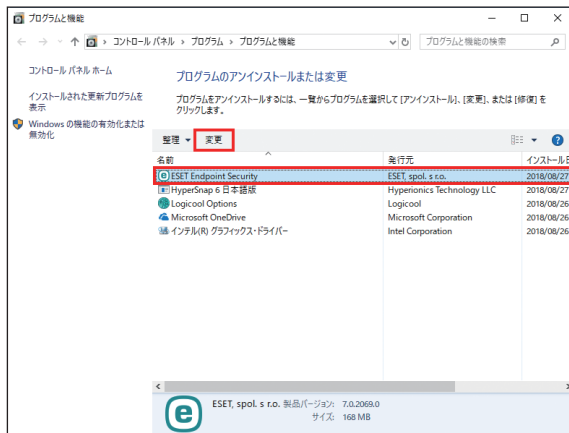 プログラムと機能
コントロール パネル › プログラム › プログラムと機能
プログラムと機能の検索
コントロール パネル ホーム
インストールされた更新プログラムを
表示
Windows の機能の有効化または
無効化
プログラムのアンインストールまたは変更
プログラムをアンインストールするには、一覧からプログラムを選択して [アンインストール]、[変更]、または [修復] を
クリックします。
整理 変更
名前 発行元 インストールE
ESET Endpoint Security ESET, spol. s r.o. 2018/08/27
HyperSnap 6 日本語版 Hyperionics Technology LLC 2018/08/27
Logicool Options Logicool 2018/08/26
Microsoft OneDrive Microsoft Corporation 2018/08/26
インテル(R) グラフィックス・ドライバー Intel Corporation 2018/08/26
ESET, spol. s r.o. 製品バージョン: 7.0.2069.0
サイズ: 168 MB